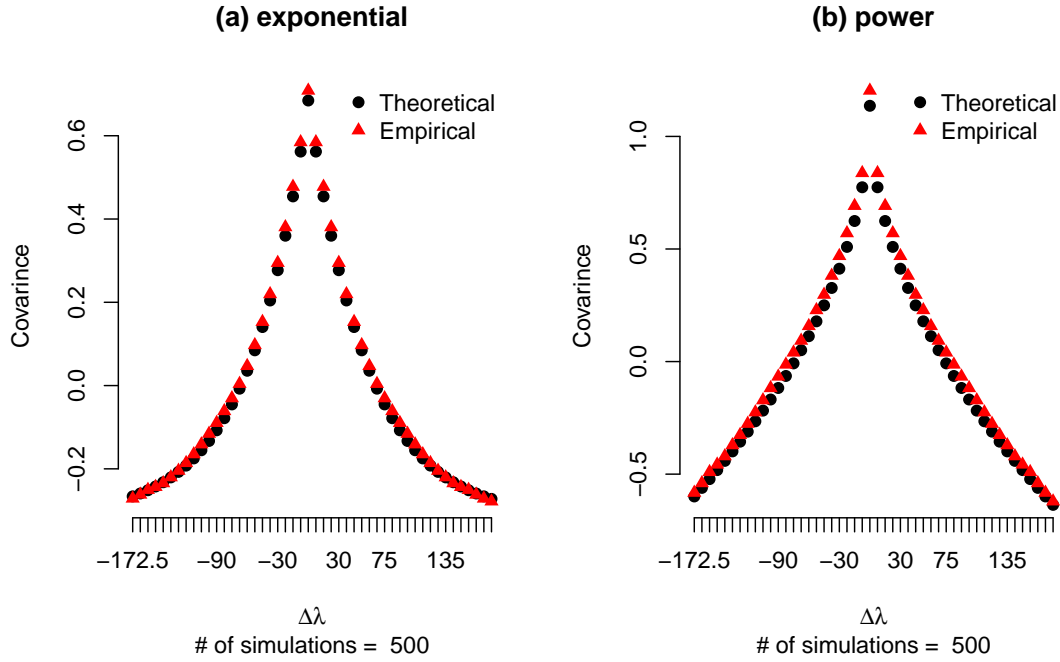 (a) exponential
Theoretical
Empirical
Covarince
0.6
0.4
0.2
0.0
−0.2
−172.5 −90 −30 30 75 135
Δλ
# of simulations = 500
(b) power
Theoretical
Empirical
Covarince
1.0
0.5
0.0
−0.5
−172.5 −90 −30 30 75 135
Δλ
# of simulations = 500